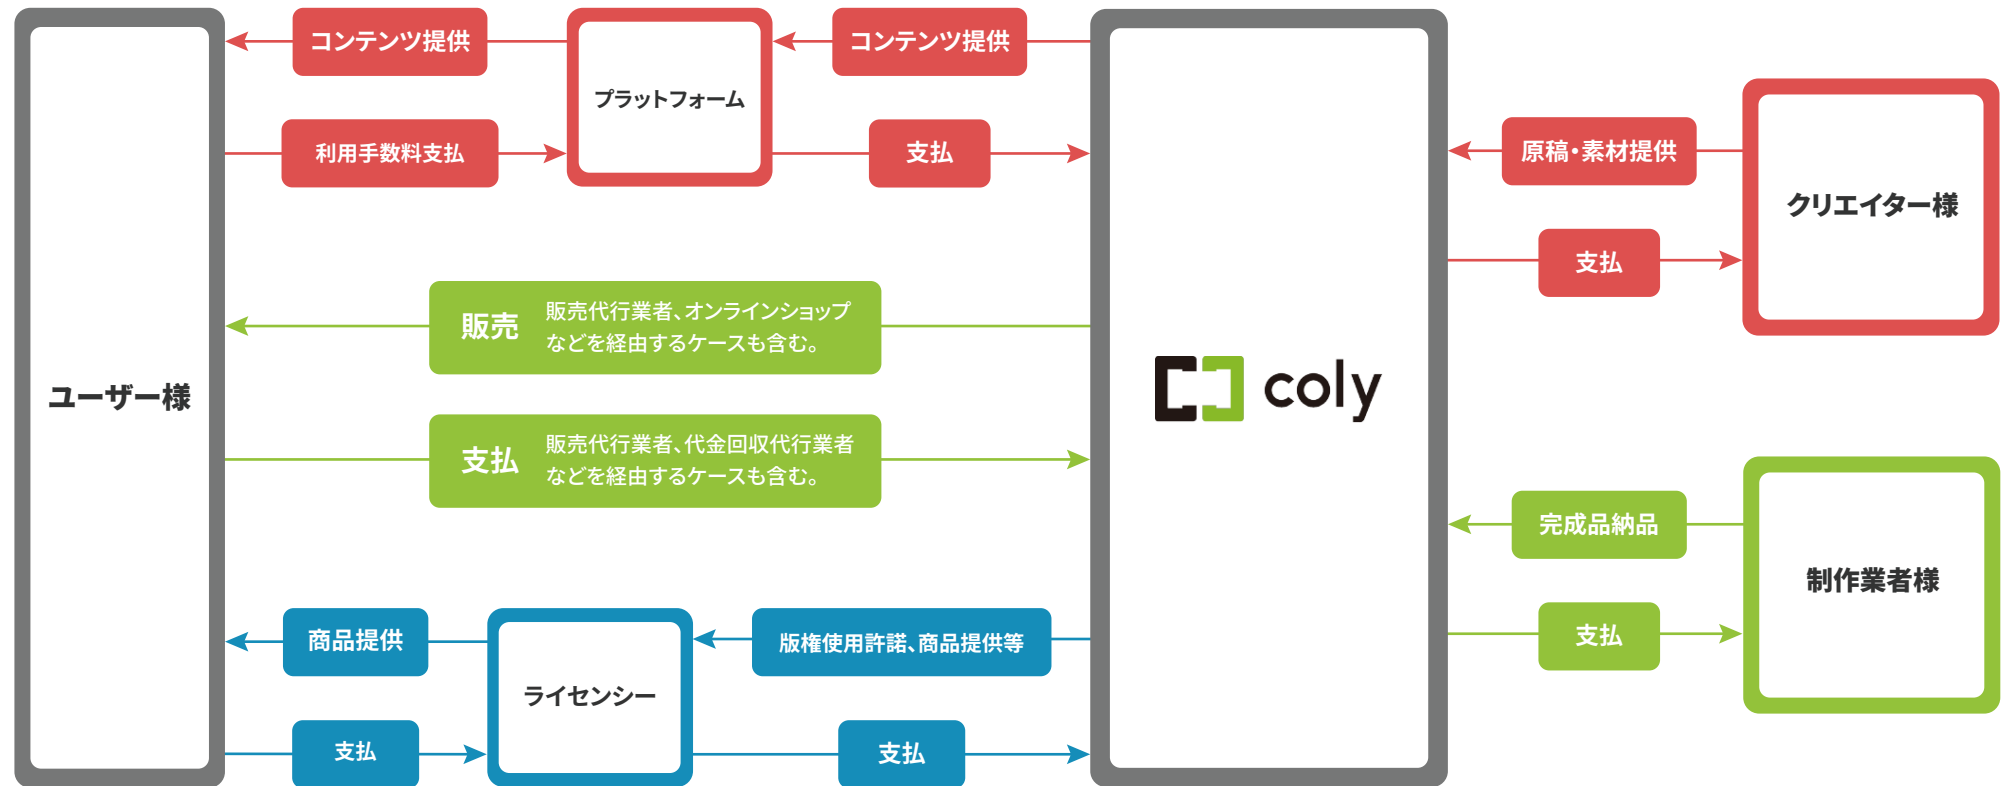 コンテンツ提供
コンテンツ提供
プラットフォーム
利用手数料支払
支払
原稿・素材提供
クリエイター様
支払
販売
販売代行業者、オンラインショップ
などを経由するケースも含む。
ユーザー様
coly
支払
販売代行業者、代金回収代行業者
などを経由するケースも含む。
完成品納品
制作業者様
支払
商品提供
版権使用許諾、商品提供等
ライセンシー
支払
支払